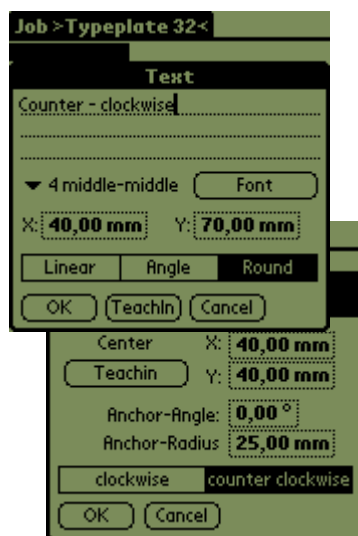 Job >Typeplate 32<
Text
Counter - clockwise
4 middle-middle Font
X: 40,00 mm Y: 70,00 mm
Linear Angle Round
OK TeachIn Cancel
Center X: 40,00 mm
Teachin Y: 40,00 mm
Anchor-Angle: 0,00 °
Anchor-Radius 25,00 mm
clockwise counter clockwise
OK Cancel